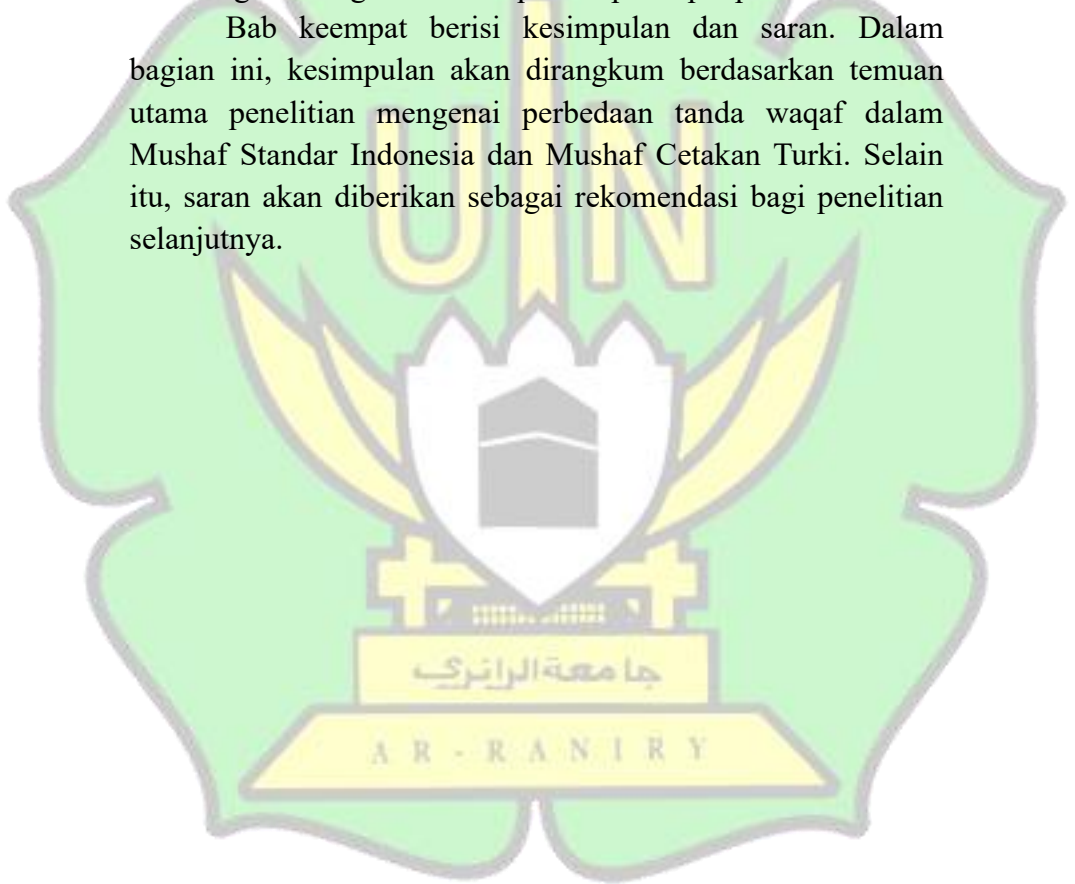 Bab keempat berisi kesimpulan dan saran. Dalam
bagian ini, kesimpulan akan dirangkum berdasarkan temuan
utama penelitian mengenai perbedaan tanda waqaf dalam
Mushaf Standar Indonesia dan Mushaf Cetakan Turki. Selain
itu, saran akan diberikan sebagai rekomendasi bagi penelitian
selanjutnya.
UIN
جامعة الرانري
AR-RANIRY